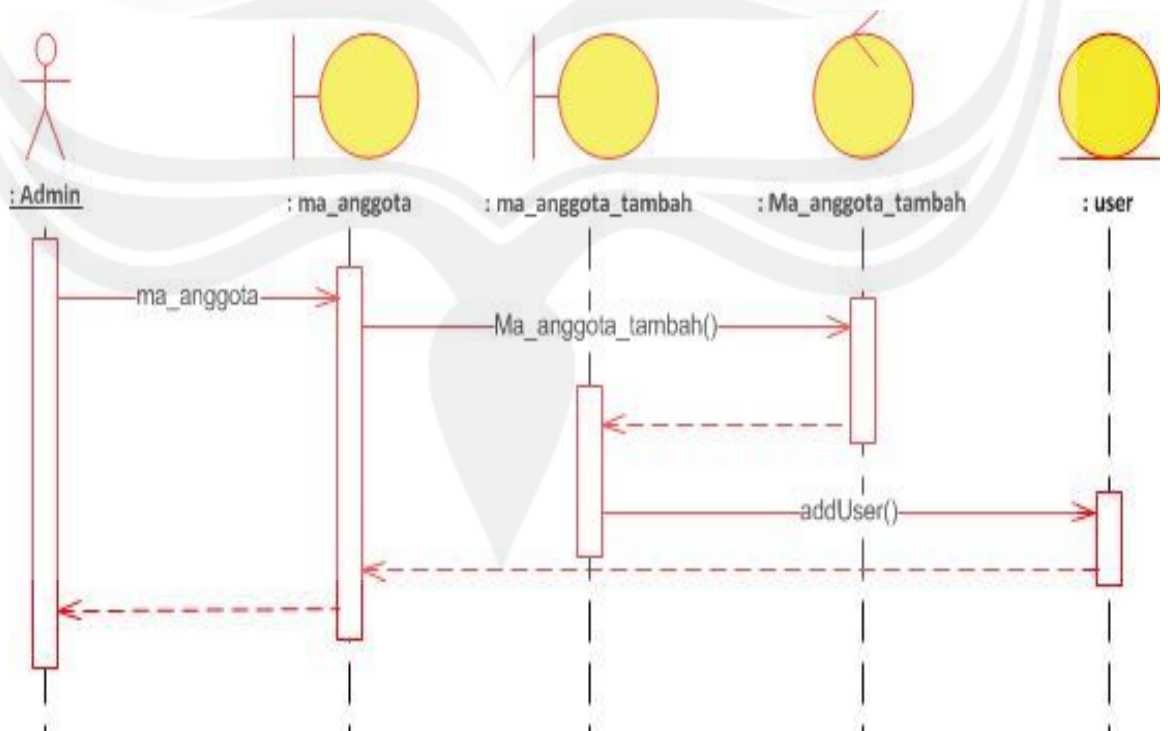 : Admin
: ma_anggota
: ma_anggota_tambah
: Ma_anggota_tambah
: user
ma_anggota
Ma_anggota_tambah()
addUser()